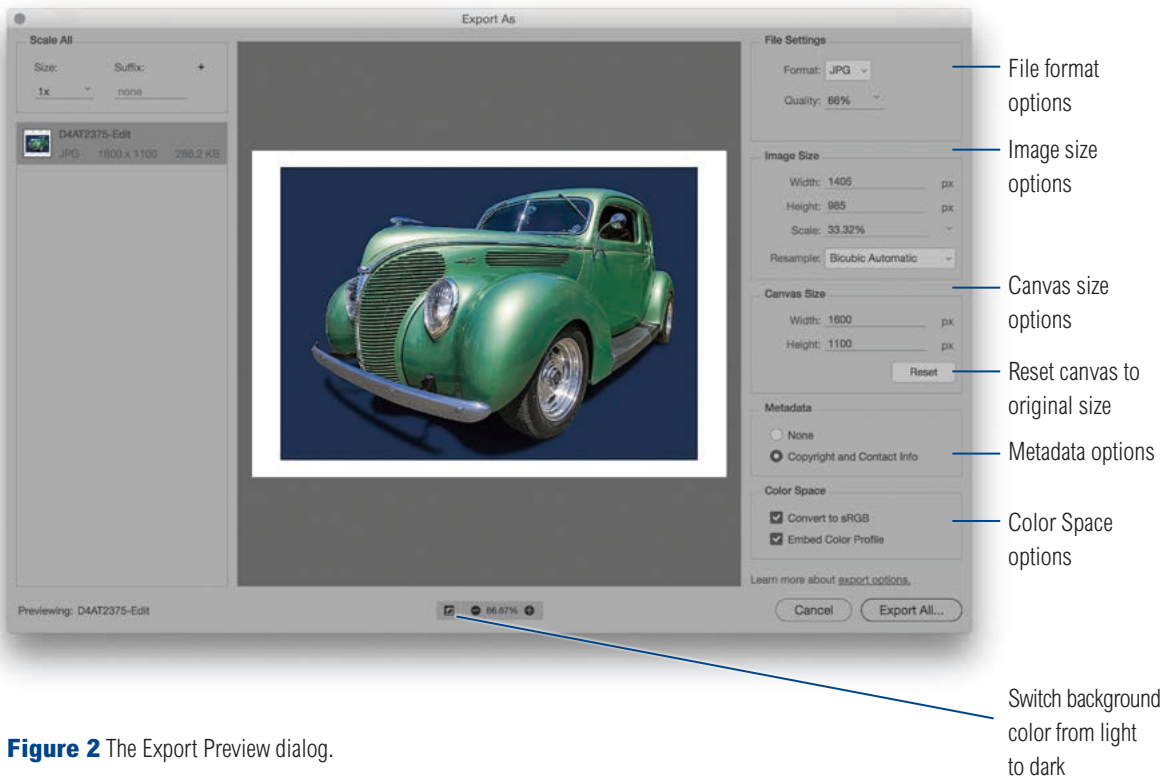 Export As
Scale All
Size:
Suffix:
+
1x
none
D4AT2375-Edit
JPG 1600 x 1100 286.2 KB
File Settings
Format: JPG
Quality: 66%
Image Size
Width: 1405 px
Height: 985 px
Scale: 33.32%
Resample: Bicubic Automatic
Canvas Size
Width: 1600 px
Height: 1100 px
Reset
Metadata
None
Copyright and Contact Info
Color Space
Convert to sRGB
Embed Color Profile
Learn more about export options.
Previewing: D4AT2375-Edit
66.67%
Cancel
Export All...
File format
options
Image size
options
Canvas size
options
Reset canvas to
original size
Metadata options
Color Space
options
Switch background
color from light
to dark
Figure 2 The Export Preview dialog.